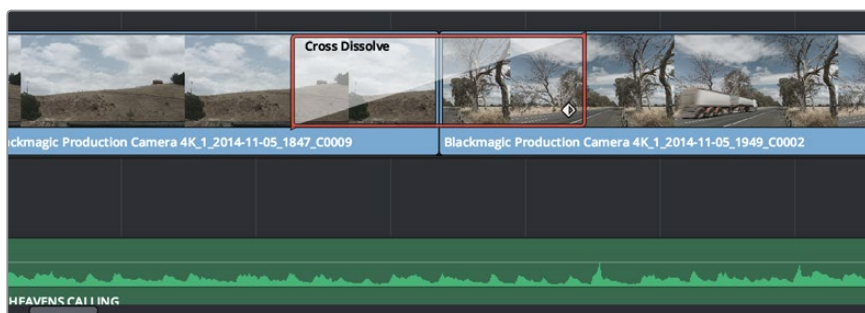 Cross Dissolve
ackmagic Production Camera 4K_1_2014-11-05_1847_C0009
Blackmagic Production Camera 4K_1_2014-11-05_1949_C0002
HEAVENS CALLING